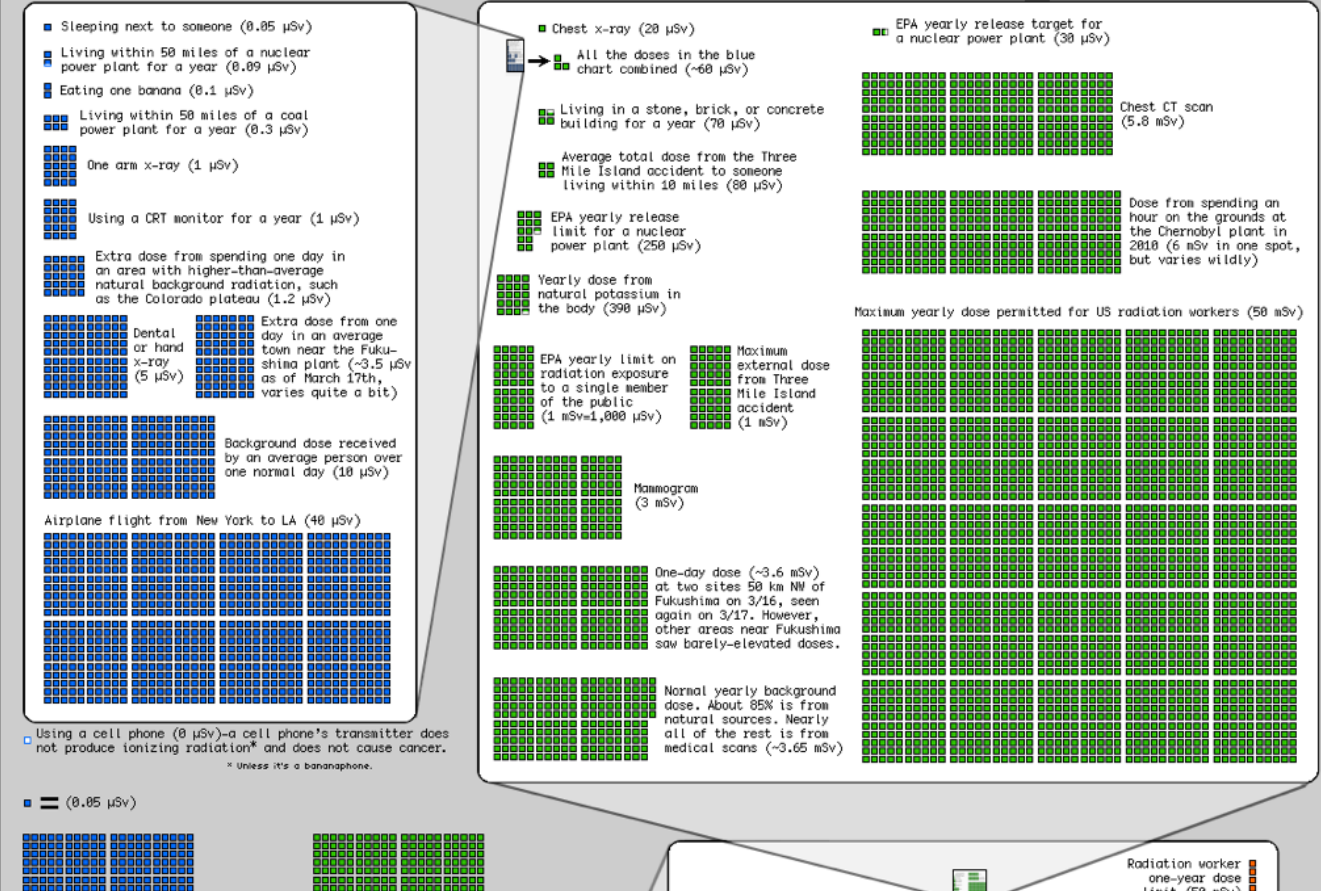 Sleeping next to someone (0.05 μSv)
Living within 50 miles of a nuclear
power plant for a year (0.09 μSv)
Eating one banana (0.1 μSv)
Living within 50 miles of a coal
power plant for a year (0.3 μSv)
One arm x-ray (1 μSv)
Using a CRT monitor for a year (1 μSv)
Extra dose from spending one day in
an area with higher-than-average
natural background radiation, such
as the Colorado plateau (1.2 μSv)
Dental
or hand
x-ray
(5 μSv)
Extra dose from one
day in an average
town near the Fuku-
shima plant (~3.5 μSv
as of March 17th,
varies quite a bit)
Background dose received
by an average person over
one normal day (10 μSv)
Airplane flight from New York to LA (40 μSv)
Using a cell phone (0 μSv)-a cell phone's transmitter does
not produce ionizing radiation* and does not cause cancer.
* Unless it's a bananaphone.
= (0.05 μSv)
Chest x-ray (20 μSv)
All the doses in the blue
chart combined (~60 μSv)
Living in a stone, brick, or concrete
building for a year (70 μSv)
Average total dose from the Three
Mile Island accident to someone
living within 10 miles (80 μSv)
EPA yearly release
limit for a nuclear
power plant (250 μSv)
Yearly dose from
natural potassium in
the body (390 μSv)
EPA yearly limit on
radiation exposure
to a single member
of the public
(1 mSv=1,000 μSv)
Maximum
external dose
from Three
Mile Island
accident
(1 mSv)
Mammogram
(3 mSv)
One-day dose (~3.6 mSv)
at two sites 50 km NW of
Fukushima on 3/16, seen
again on 3/17. However,
other areas near Fukushima
saw barely-elevated doses.
Normal yearly background
dose. About 85% is from
natural sources. Nearly
all of the rest is from
medical scans (~3.65 mSv)
EPA yearly release target for
a nuclear power plant (30 μSv)
Chest CT scan
(5.8 mSv)
Dose from spending an
hour on the grounds at
the Chernobyl plant in
2010 (6 mSv in one spot,
but varies wildly)
Maximum yearly dose permitted for US radiation workers (50 mSv)
Radiation worker
one-year dose
limit (50 mSv)